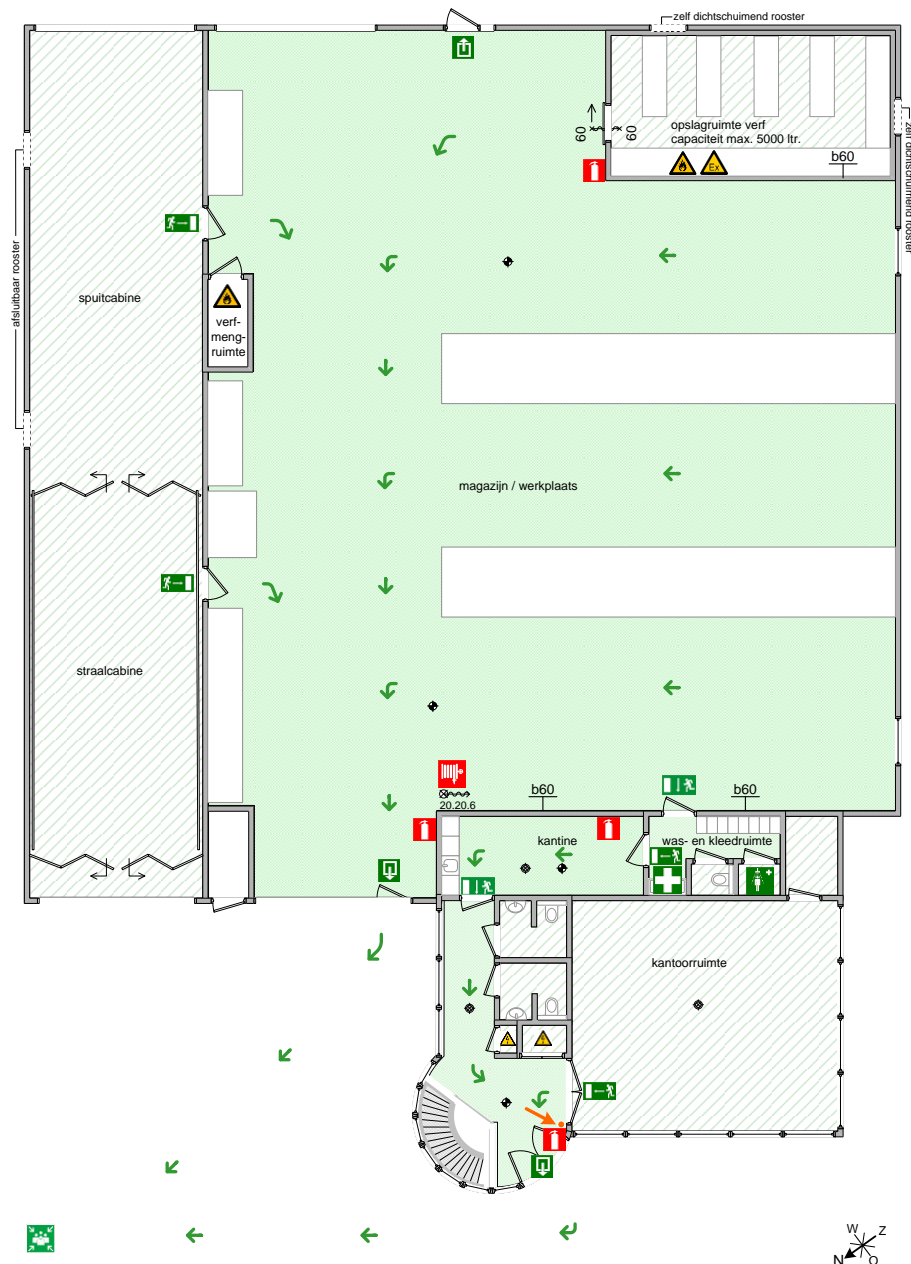 zelf dichtschuimend rooster
zelf dichtschuimend rooster
opslagruimte verf
capaciteit max. 5000 ltr.
60
60
Ex
b60
afsluitbaar rooster
spuitcabine
verf-
meng-
ruimte
magazijn / werkplaats
straalcabine
20.20.6
b60
b60
kantine
was- en kleedruimte
kantoorruimte
W
Z
N
O